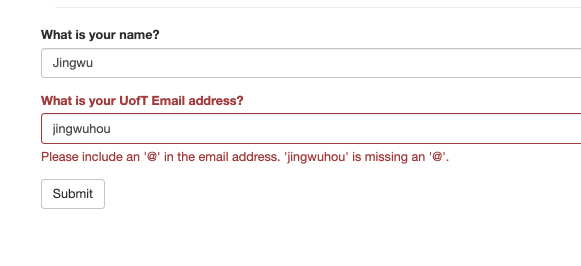 What is your name?
Jingwu
What is your UofT Email address?
jingwuhou
Please include an '@' in the email address. 'jingwuhou' is missing an '@'.
Submit